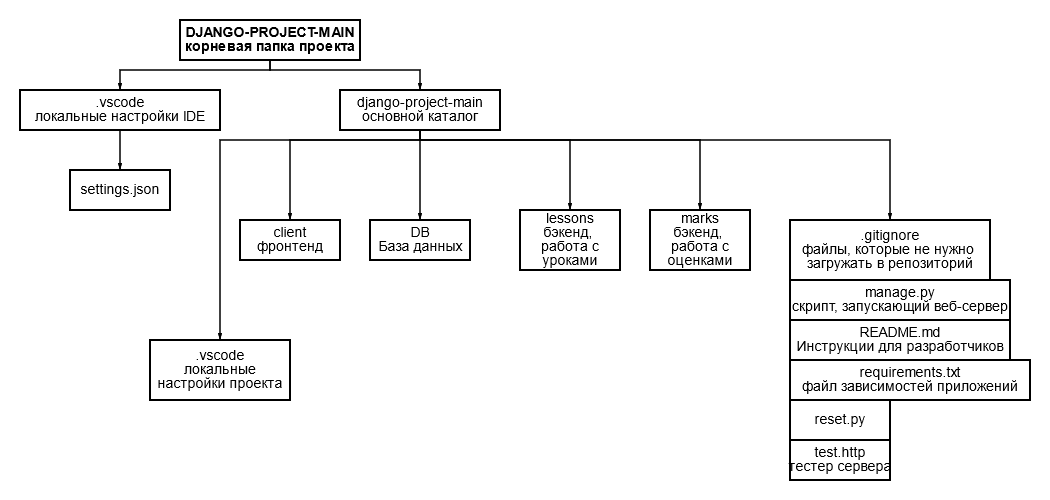 DJANGO-PROJECT-MAIN
корневая папка проекта
.vscode
локальные настройки IDE
django-project-main
основной каталог
settings.json
client
фронтенд
DB
База данных
lessons
бэкенд,
работа с
уроками
marks
бэкенд,
работа с
оценками
.gitignore
файлы, которые не нужно
загружать в репозиторий
manage.py
скрипт, запускающий веб-сервер
README.md
Инструкции для разработчиков
.vscode
локальные
настройки проекта
requirements.txt
файл зависимостей приложений
reset.py
test.http
тестер сервера